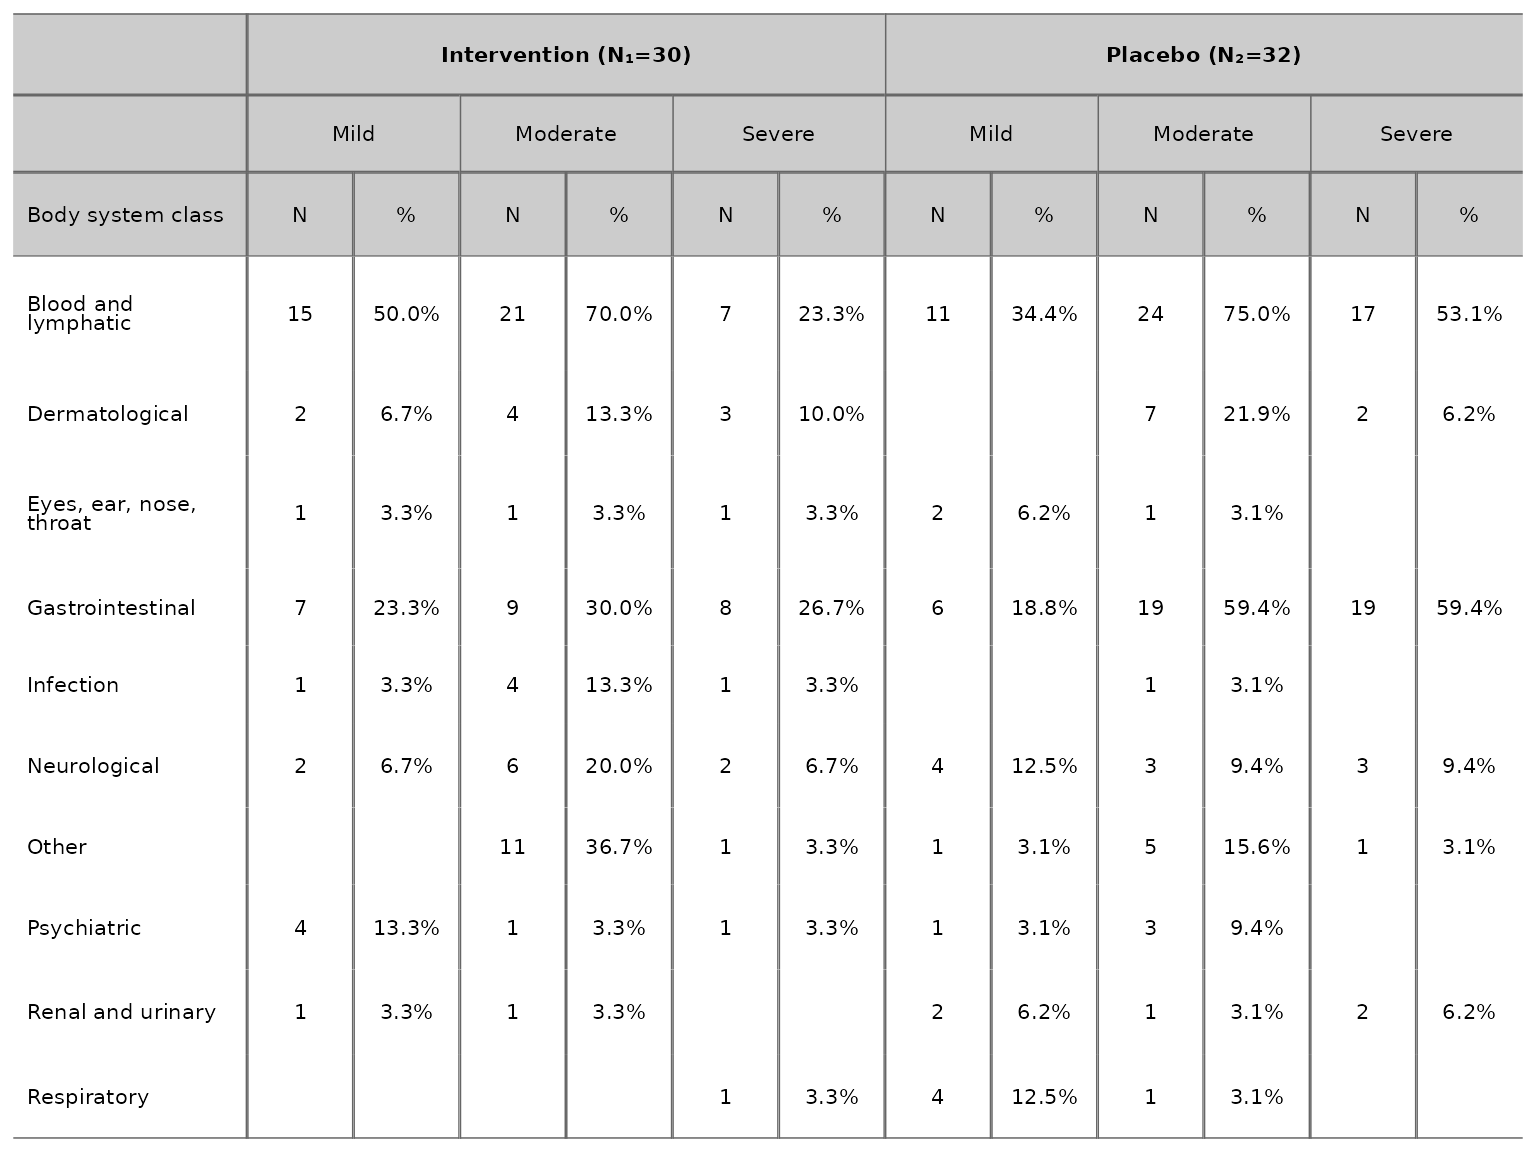 Intervention (N₁=30) Placebo (N₂=32)
Mild Moderate Severe Mild Moderate Severe
Body system class N % N % N % N % N % N %
Blood and
lymphatic 15 50.0% 21 70.0% 7 23.3% 11 34.4% 24 75.0% 17 53.1%
Dermatological 2 6.7% 4 13.3% 3 10.0% 7 21.9% 2 6.2%
Eyes, ear, nose,
throat 1 3.3% 1 3.3% 1 3.3% 2 6.2% 1 3.1%
Gastrointestinal 7 23.3% 9 30.0% 8 26.7% 6 18.8% 19 59.4% 19 59.4%
Infection 1 3.3% 4 13.3% 1 3.3% 1 3.1%
Neurological 2 6.7% 6 20.0% 2 6.7% 4 12.5% 3 9.4% 3 9.4%
Other 11 36.7% 1 3.3% 1 3.1% 5 15.6% 1 3.1%
Psychiatric 4 13.3% 1 3.3% 1 3.3% 1 3.1% 3 9.4%
Renal and urinary 1 3.3% 1 3.3% 2 6.2% 1 3.1% 2 6.2%
Respiratory 1 3.3% 4 12.5% 1 3.1%